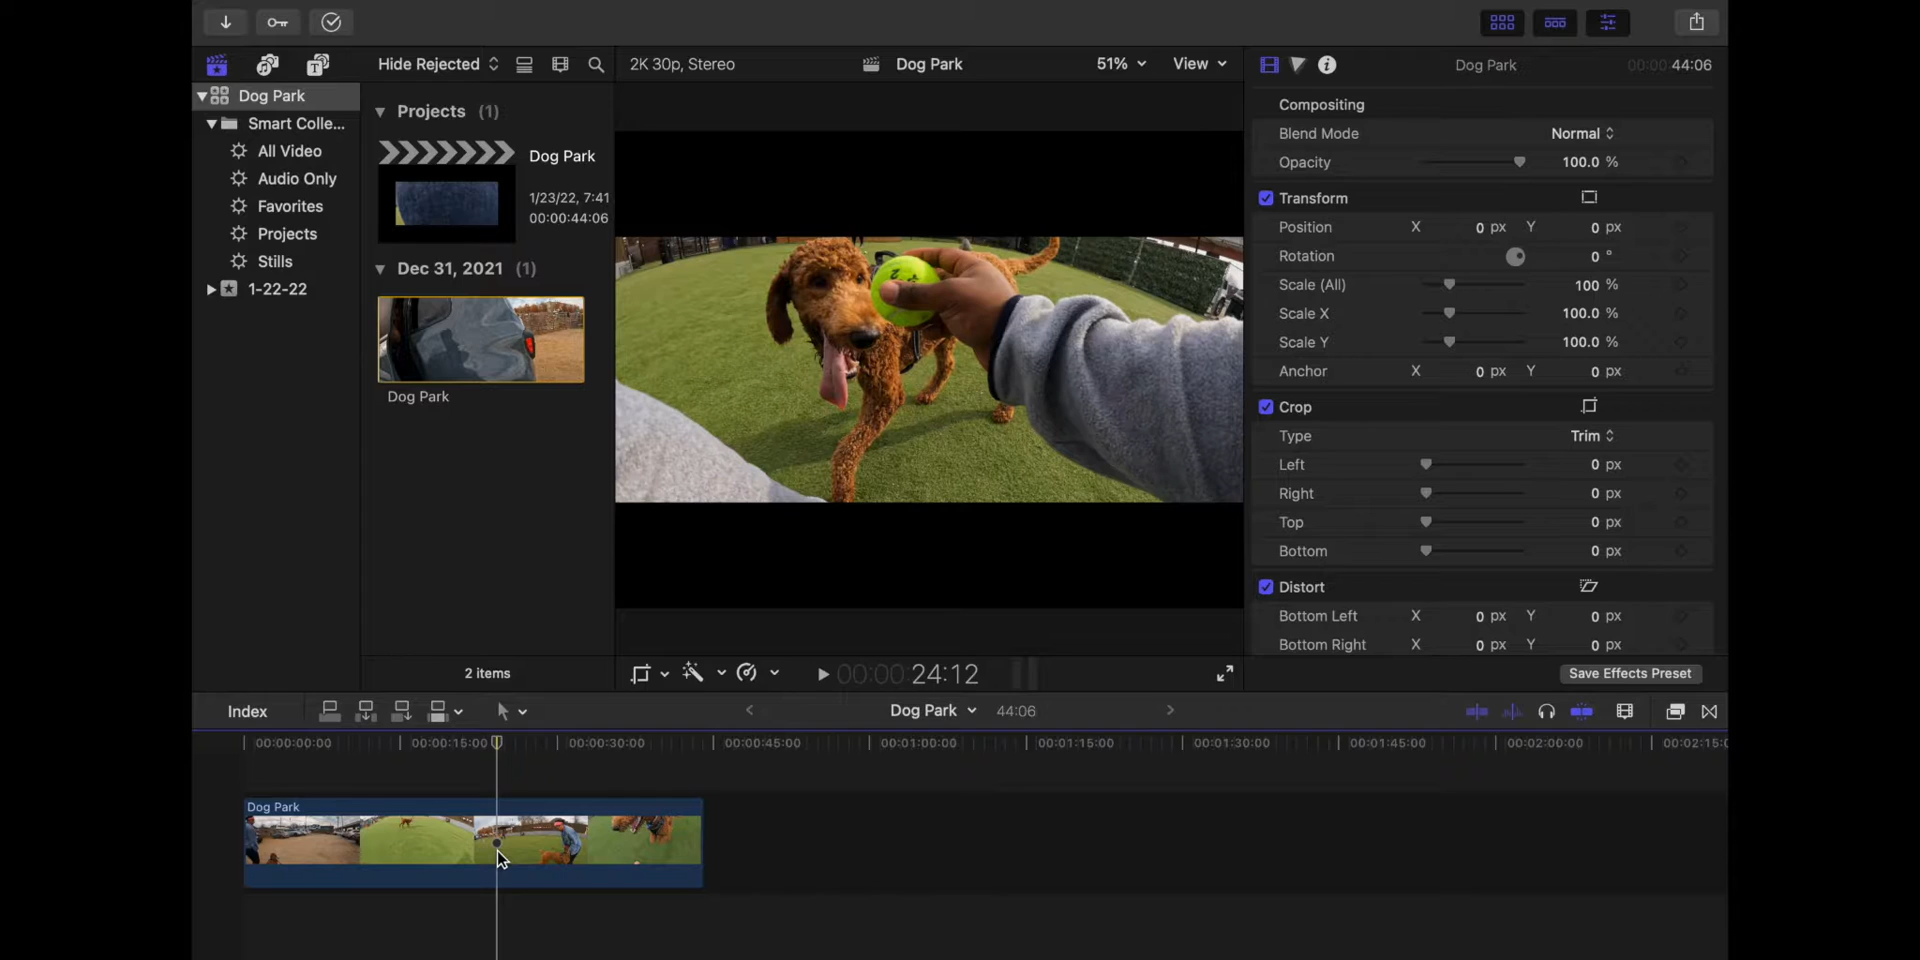 Hide Rejected
2K 30p, Stereo
Dog Park
51%
View
Dog Park
00:00:44:06
Dog Park
Smart Colle...
All Video
Audio Only
Favorites
Projects
Stills
1-22-22
Projects (1)
Dog Park
1/23/22, 7:41
00:00:44:06
Dec 31, 2021 (1)
Dog Park
2 items
Compositing
Blend Mode Normal
Opacity 100.0 %
Transform
Position X 0 px Y 0 px
Rotation 0 °
Scale (All) 100 %
Scale X 100.0 %
Scale Y 100.0 %
Anchor X 0 px Y 0 px
Crop
Type Trim
Left 0 px
Right 0 px
Top 0 px
Bottom 0 px
Distort
Bottom Left X 0 px Y 0 px
Bottom Right X 0 px Y 0 px
00:00:24:12
Save Effects Preset
Index
Dog Park
44:06
00:00:00:00 00:00:15:00 00:00:30:00 00:00:45:00 00:01:00:00 00:01:15:00 00:01:30:00 00:01:45:00 00:02:00:00 00:02:15:0
Dog Park